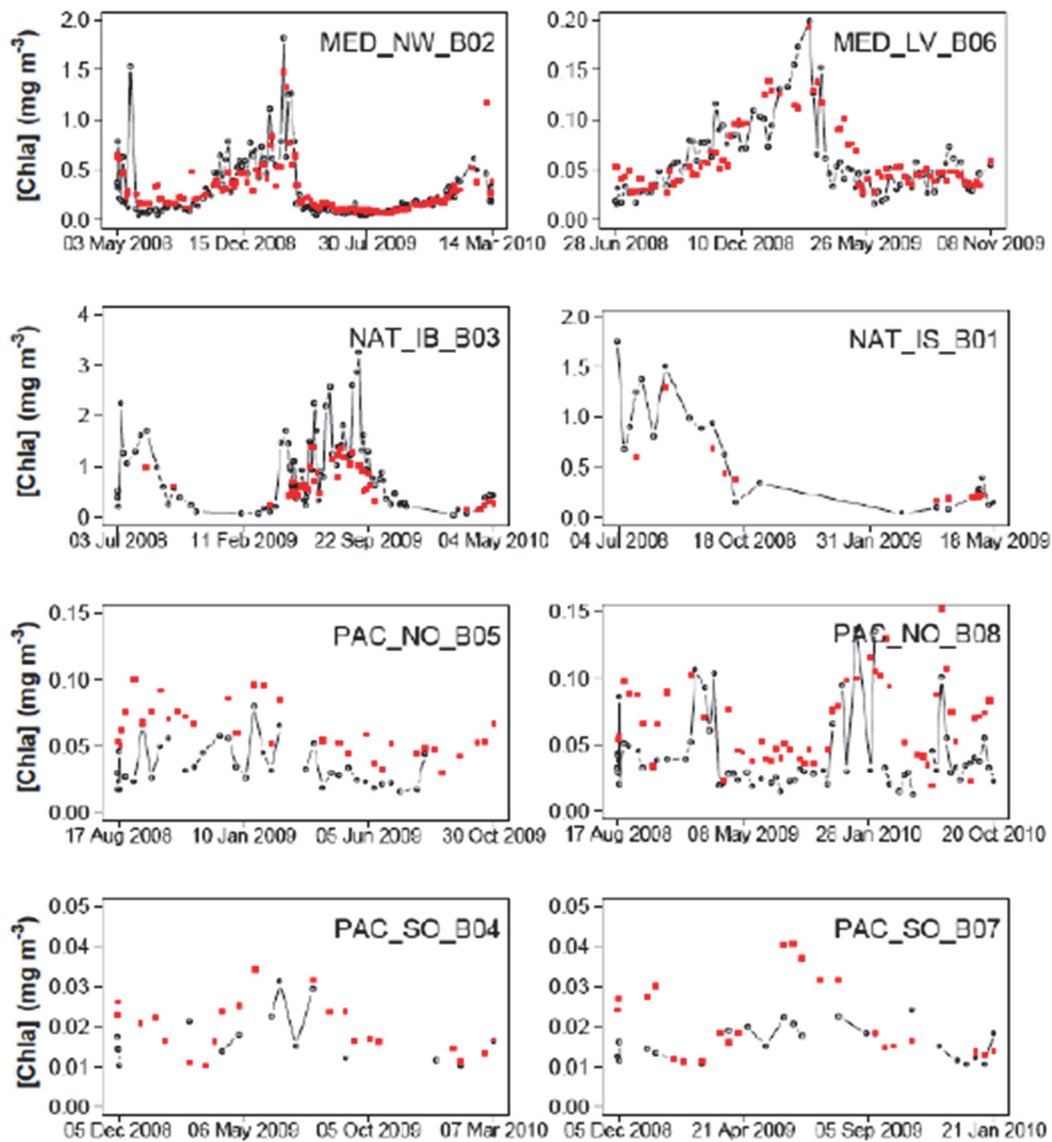 [Chla] (mg m-3)
2.0
1.5
1.0
0.5
0.0
MED_NW_B02
03 May 2008 15 Dec 2008 30 Jul 2009 14 Mar 2010
0.20
0.15
0.10
0.05
0.00
MED_LV_B06
28 Jun 2008 10 Dec 2008 26 May 2009 08 Nov 2009
[Chla] (mg m-3)
4
3
2
1
0
NAT_IB_B03
03 Jul 2008 11 Feb 2009 22 Sep 2009 04 May 2010
2.0
1.5
1.0
0.5
0.0
NAT_IS_B01
04 Jul 2008 18 Oct 2008 31 Jan 2009 18 May 2009
[Chla] (mg m-3)
0.15
0.10
0.05
0.00
PAC_NO_B05
17 Aug 2008 10 Jan 2009 05 Jun 2009 30 Oct 2009
0.15
0.10
0.05
0.00
PAC_NO_B08
17 Aug 2008 08 May 2009 28 Jan 2010 20 Oct 2010
[Chla] (mg m-3)
0.05
0.04
0.03
0.02
0.01
0.00
PAC_SO_B04
05 Dec 2008 06 May 2009 05 Oct 2009 07 Mar 2010
0.05
0.04
0.03
0.02
0.01
0.00
PAC_SO_B07
05 Dec 2008 21 Apr 2009 05 Sep 2009 21 Jan 2010